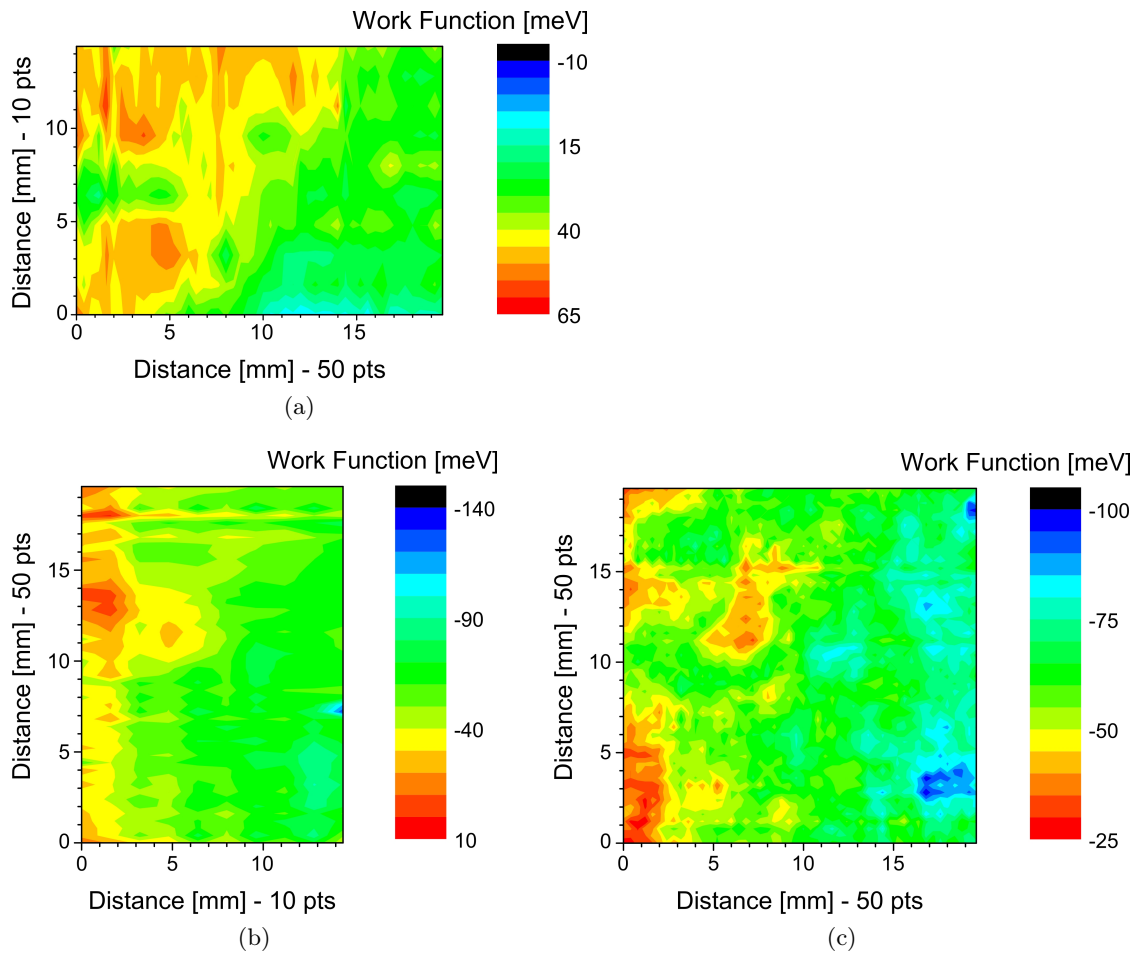 Work Function [meV]
-10
15
40
65
Distance [mm] - 10 pts
10
5
0
0 5 10 15
Distance [mm] - 50 pts
(a)
Work Function [meV]
-140
-90
-40
10
Distance [mm] - 50 pts
15
10
5
0
0 5 10
Distance [mm] - 10 pts
(b)
Work Function [meV]
-100
-75
-50
-25
Distance [mm] - 50 pts
15
10
5
0
0 5 10 15
Distance [mm] - 50 pts
(c)